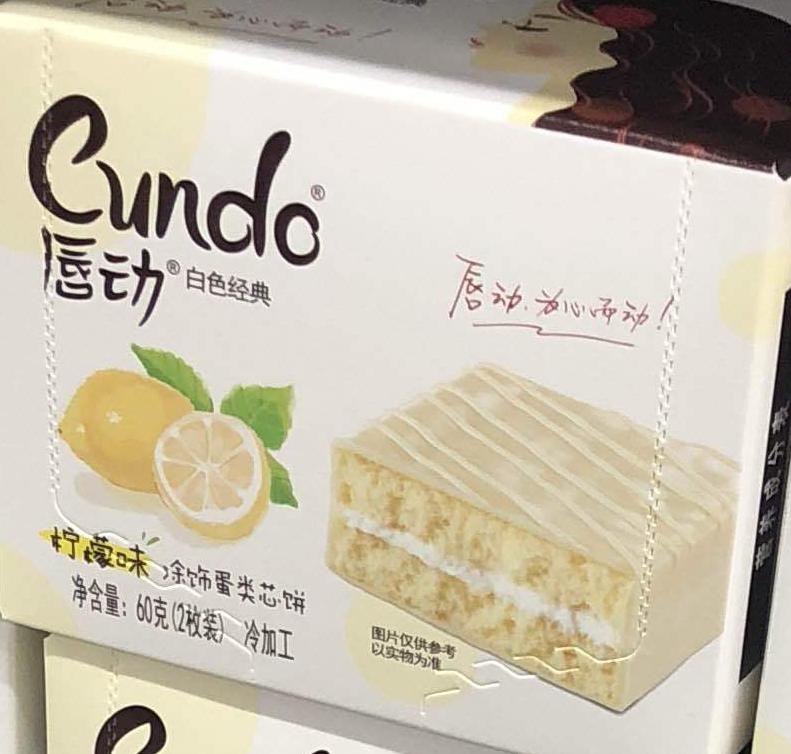 Cundo®
唇动® 白色经典
唇动,为心而动!
柠檬味 涂饰蛋类芯饼
净含量:60克(2枚装) 冷加工
图片仅供参考
以实物为准